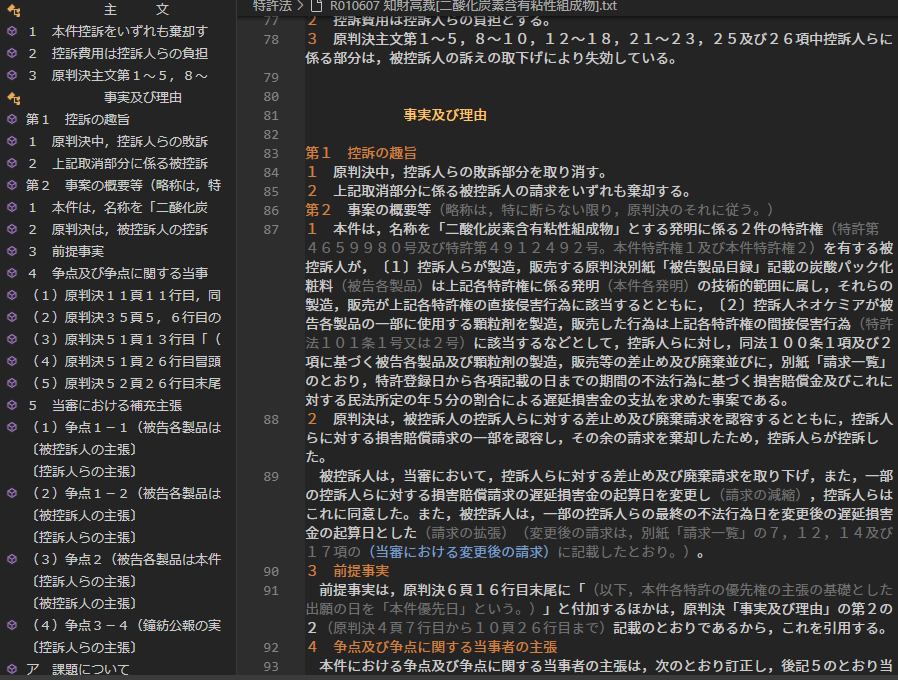 主　　文
1　本件控訴をいずれも棄却す
2　控訴費用は控訴人らの負担
3　原判決主文第１～５，８～
事実及び理由
第１　控訴の趣旨
1　原判決中，控訴人らの敗訴
2　上記取消部分に係る被控訴
第２　事案の概要等（略称は，特
1　本件は，名称を「二酸化炭
2　原判決は，被控訴人の控訴
3　前提事実
4　争点及び争点に関する当事
（１）原判決１１頁１１行目，同
（２）原判決３５頁５，６行目の
（３）原判決５１頁１３行目「（
（４）原判決５１頁２６行目冒頭
（５）原判決５２頁２６行目末尾
5　当審における補充主張
（１）争点１－１（被告各製品は
〔被控訴人の主張〕
〔控訴人らの主張〕
（２）争点１－２（被告各製品は
〔被控訴人の主張〕
〔控訴人の主張〕
（３）争点２（被告各製品は本件
〔控訴人らの主張〕
〔被控訴人の主張〕
（４）争点３－４（鐘紡公報の実
〔控訴人らの主張〕
ア　課題について
特許法 > R010607 知財高裁[二酸化炭素含有粘性組成物].txt
77 ２　控訴費用は控訴人らの負担とする。
78 ３　原判決主文第１～５，８～１０，１２～１８，２１～２３，２５及び２６項中控訴人らに
係る部分は，被控訴人の訴えの取下げにより失効している。
79
80
81 事実及び理由
82
83 第１　控訴の趣旨
84 １　原判決中，控訴人らの敗訴部分を取り消す。
85 ２　上記取消部分に係る被控訴人の請求をいずれも棄却する。
86 第２　事案の概要等（略称は，特に断らない限り，原判決のそれに従う。）
87 １　本件は，名称を「二酸化炭素含有粘性組成物」とする発明に係る２件の特許権（特許第
４６５９９８０号及び特許第４９１２４９２号。本件特許権１及び本件特許権２）を有する被
控訴人が，〔１〕控訴人らが製造，販売する原判決別紙「被告製品目録」記載の炭酸パック化
粧料（被告各製品）は上記各特許権に係る発明（本件各発明）の技術的範囲に属し，それらの
製造，販売が上記各特許権の直接侵害行為に該当するとともに，〔２〕控訴人ネオケミアが被
告各製品の一部に使用する顆粒剤を製造，販売した行為は上記各特許権の間接侵害行為（特許
法１０１条１号又は２号）に該当するなどとして，控訴人らに対し，同法１００条１項及び２
項に基づく被告各製品及び顆粒剤の製造，販売等の差止め及び廃棄並びに，別紙「請求一覧」
のとおり，特許登録日から各項記載の日までの期間の不法行為に基づく損害賠償金及びこれに
対する民法所定の年５分の割合による遅延損害金の支払を求めた事案である。
88 ２　原判決は，被控訴人の控訴人らに対する差止め及び廃棄請求を認容するとともに，控訴人
らに対する損害賠償請求の一部を認容し，その余の請求を棄却したため，控訴人らが控訴し
た。
89 　被控訴人は，当審において，控訴人らに対する差止め及び廃棄請求を取り下げ，また，一部
の控訴人らに対する損害賠償請求の遅延損害金の起算日を変更し（請求の減縮），控訴人らは
これに同意した。また，被控訴人は，一部の控訴人らの最終の不法行為日を変更後の遅延損害
金の起算日とした（請求の拡張）（変更後の請求は，別紙「請求一覧」の７，１２，１４及び
１７項の（当審における変更後の請求）に記載したとおり。）。
90 ３　前提事実
91 　前提事実は，原判決６頁１６行目末尾に「（以下，本件各特許の優先権の主張の基礎とした
出願の日を「本件優先日」という。）」と付加するほかは，原判決「事実及び理由」の第２の
２（原判決４頁７行目から１０頁２６行目まで）記載のとおりであるから，これを引用する。
92 ４　争点及び争点に関する当事者の主張
93 　本件における争点及び争点に関する当事者の主張は，次のとおり訂正し，後記５のとおり当